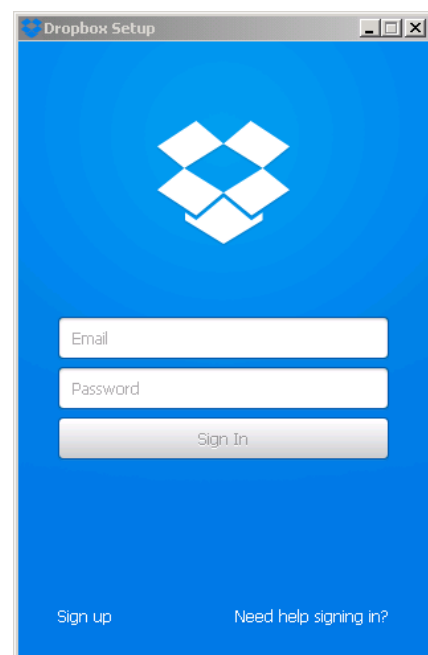 Dropbox Setup
Email
Password
Sign In
Sign up
Need help signing in?